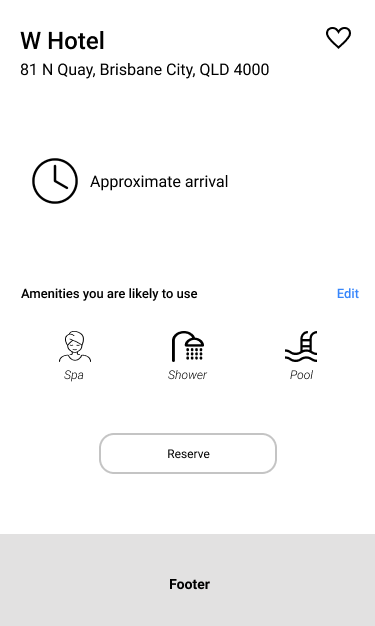 W Hotel
81 N Quay, Brisbane City, QLD 4000
Approximate arrival
Amenities you are likely to use
Edit
Spa
Shower
Pool
Reserve
Footer